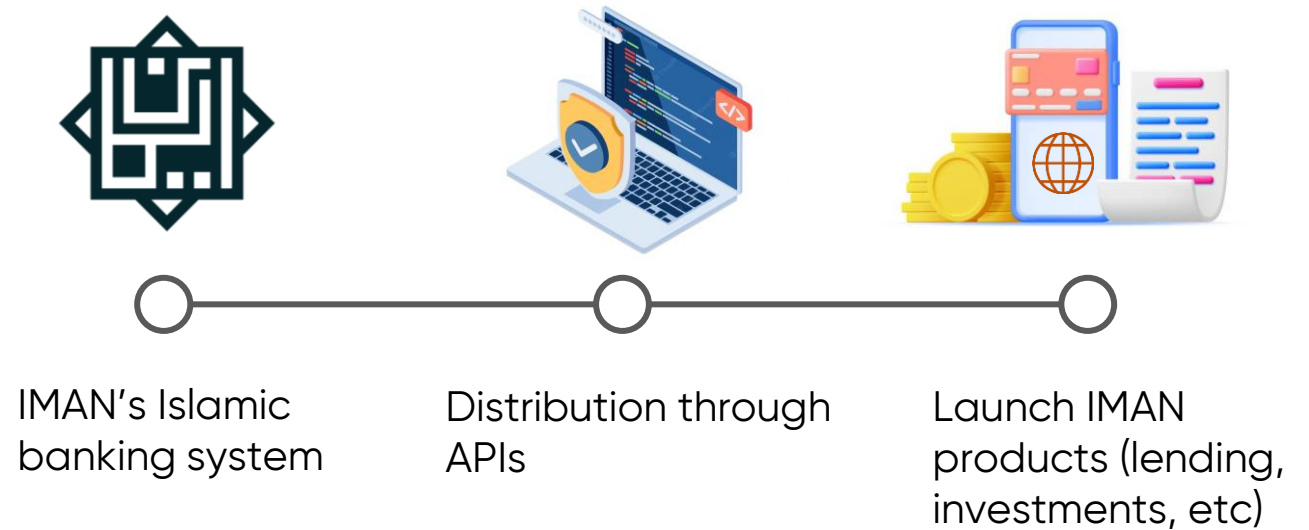 IMAN’s Islamic
banking system
Distribution through
APIs
Launch IMAN
products (lending,
investments, etc)